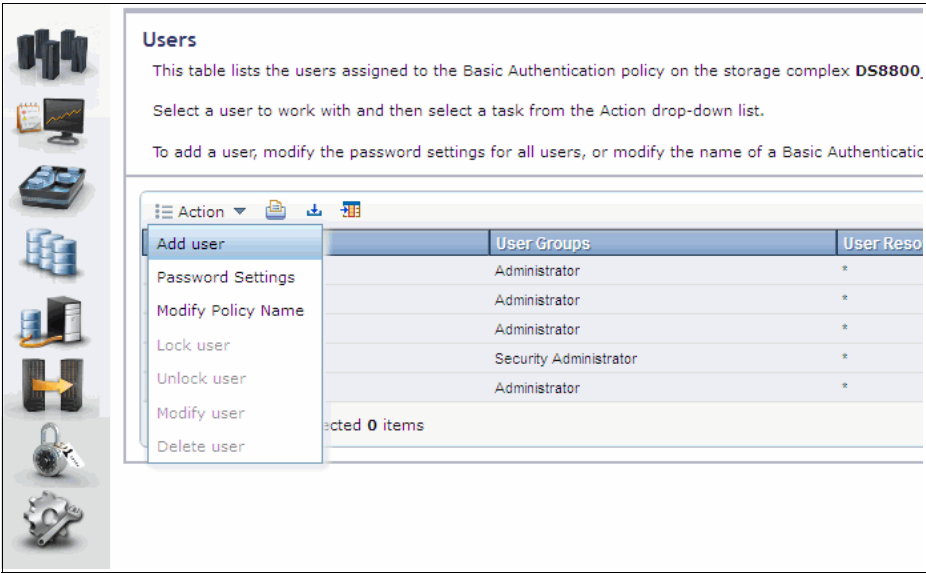 Users
This table lists the users assigned to the Basic Authentication policy on the storage complex DS8800_
Select a user to work with and then select a task from the Action drop-down list.
To add a user, modify the password settings for all users, or modify the name of a Basic Authenticatic
Action
Add user
Password Settings
Modify Policy Name
Lock user
Unlock user
Modify user
Delete user
User Groups User Reso
Administrator *
Administrator *
Administrator *
Security Administrator *
Administrator *
ected 0 items